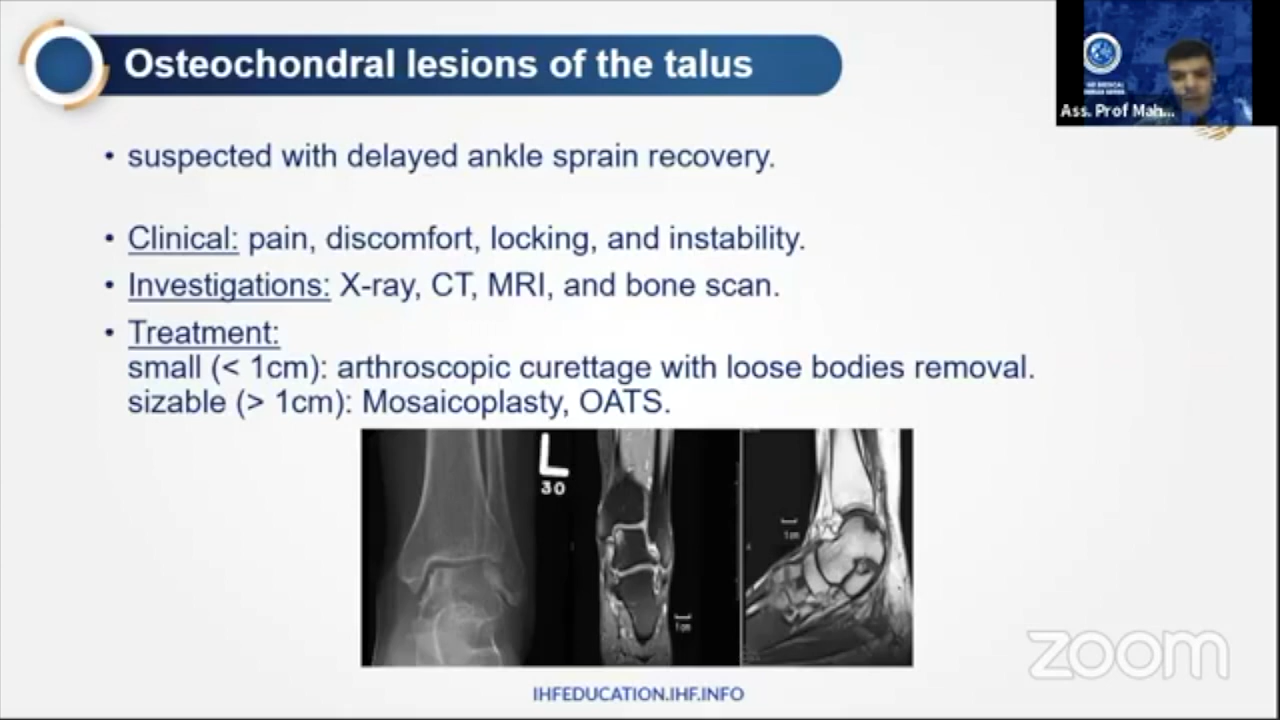 Osteochondral lesions of the talus
Ass. Prof Mah...
• suspected with delayed ankle sprain recovery.
• Clinical: pain, discomfort, locking, and instability.
• Investigations: X-ray, CT, MRI, and bone scan.
• Treatment:
small (< 1cm): arthroscopic curettage with loose bodies removal.
sizable (> 1cm): Mosaicoplasty, OATS.
L
30
1cm
1cm
zoom
IHFEDUCATION.IHF.INFO